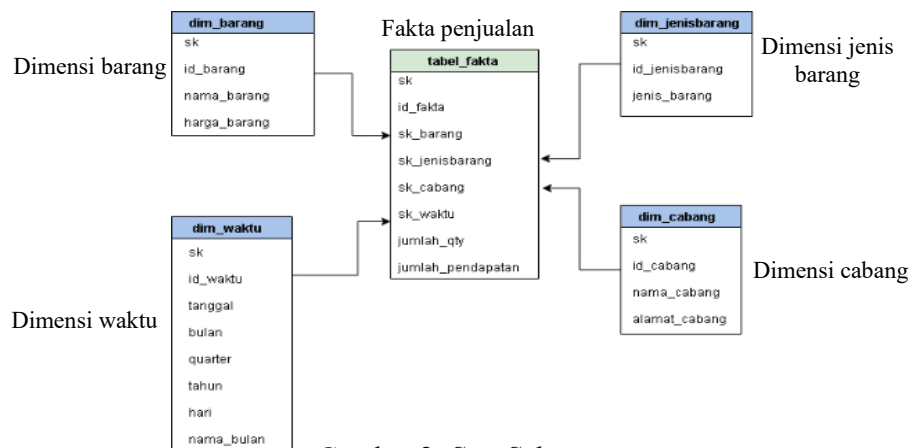 Dimensi barang
dim_barang
sk
id_barang
nama_barang
harga_barang
Fakta penjualan
tabel_fakta
sk
id_fakta
sk_barang
sk_jenisbarang
sk_cabang
sk_waktu
jumlah_qty
jumlah_pendapatan
dim_jenisbarang
sk
id_jenisbarang
jenis_barang
Dimensi jenis
barang
Dimensi waktu
dim_waktu
sk
id_waktu
tanggal
bulan
quarter
tahun
hari
nama_bulan
dim_cabang
sk
id_cabang
nama_cabang
alamat_cabang
Dimensi cabang